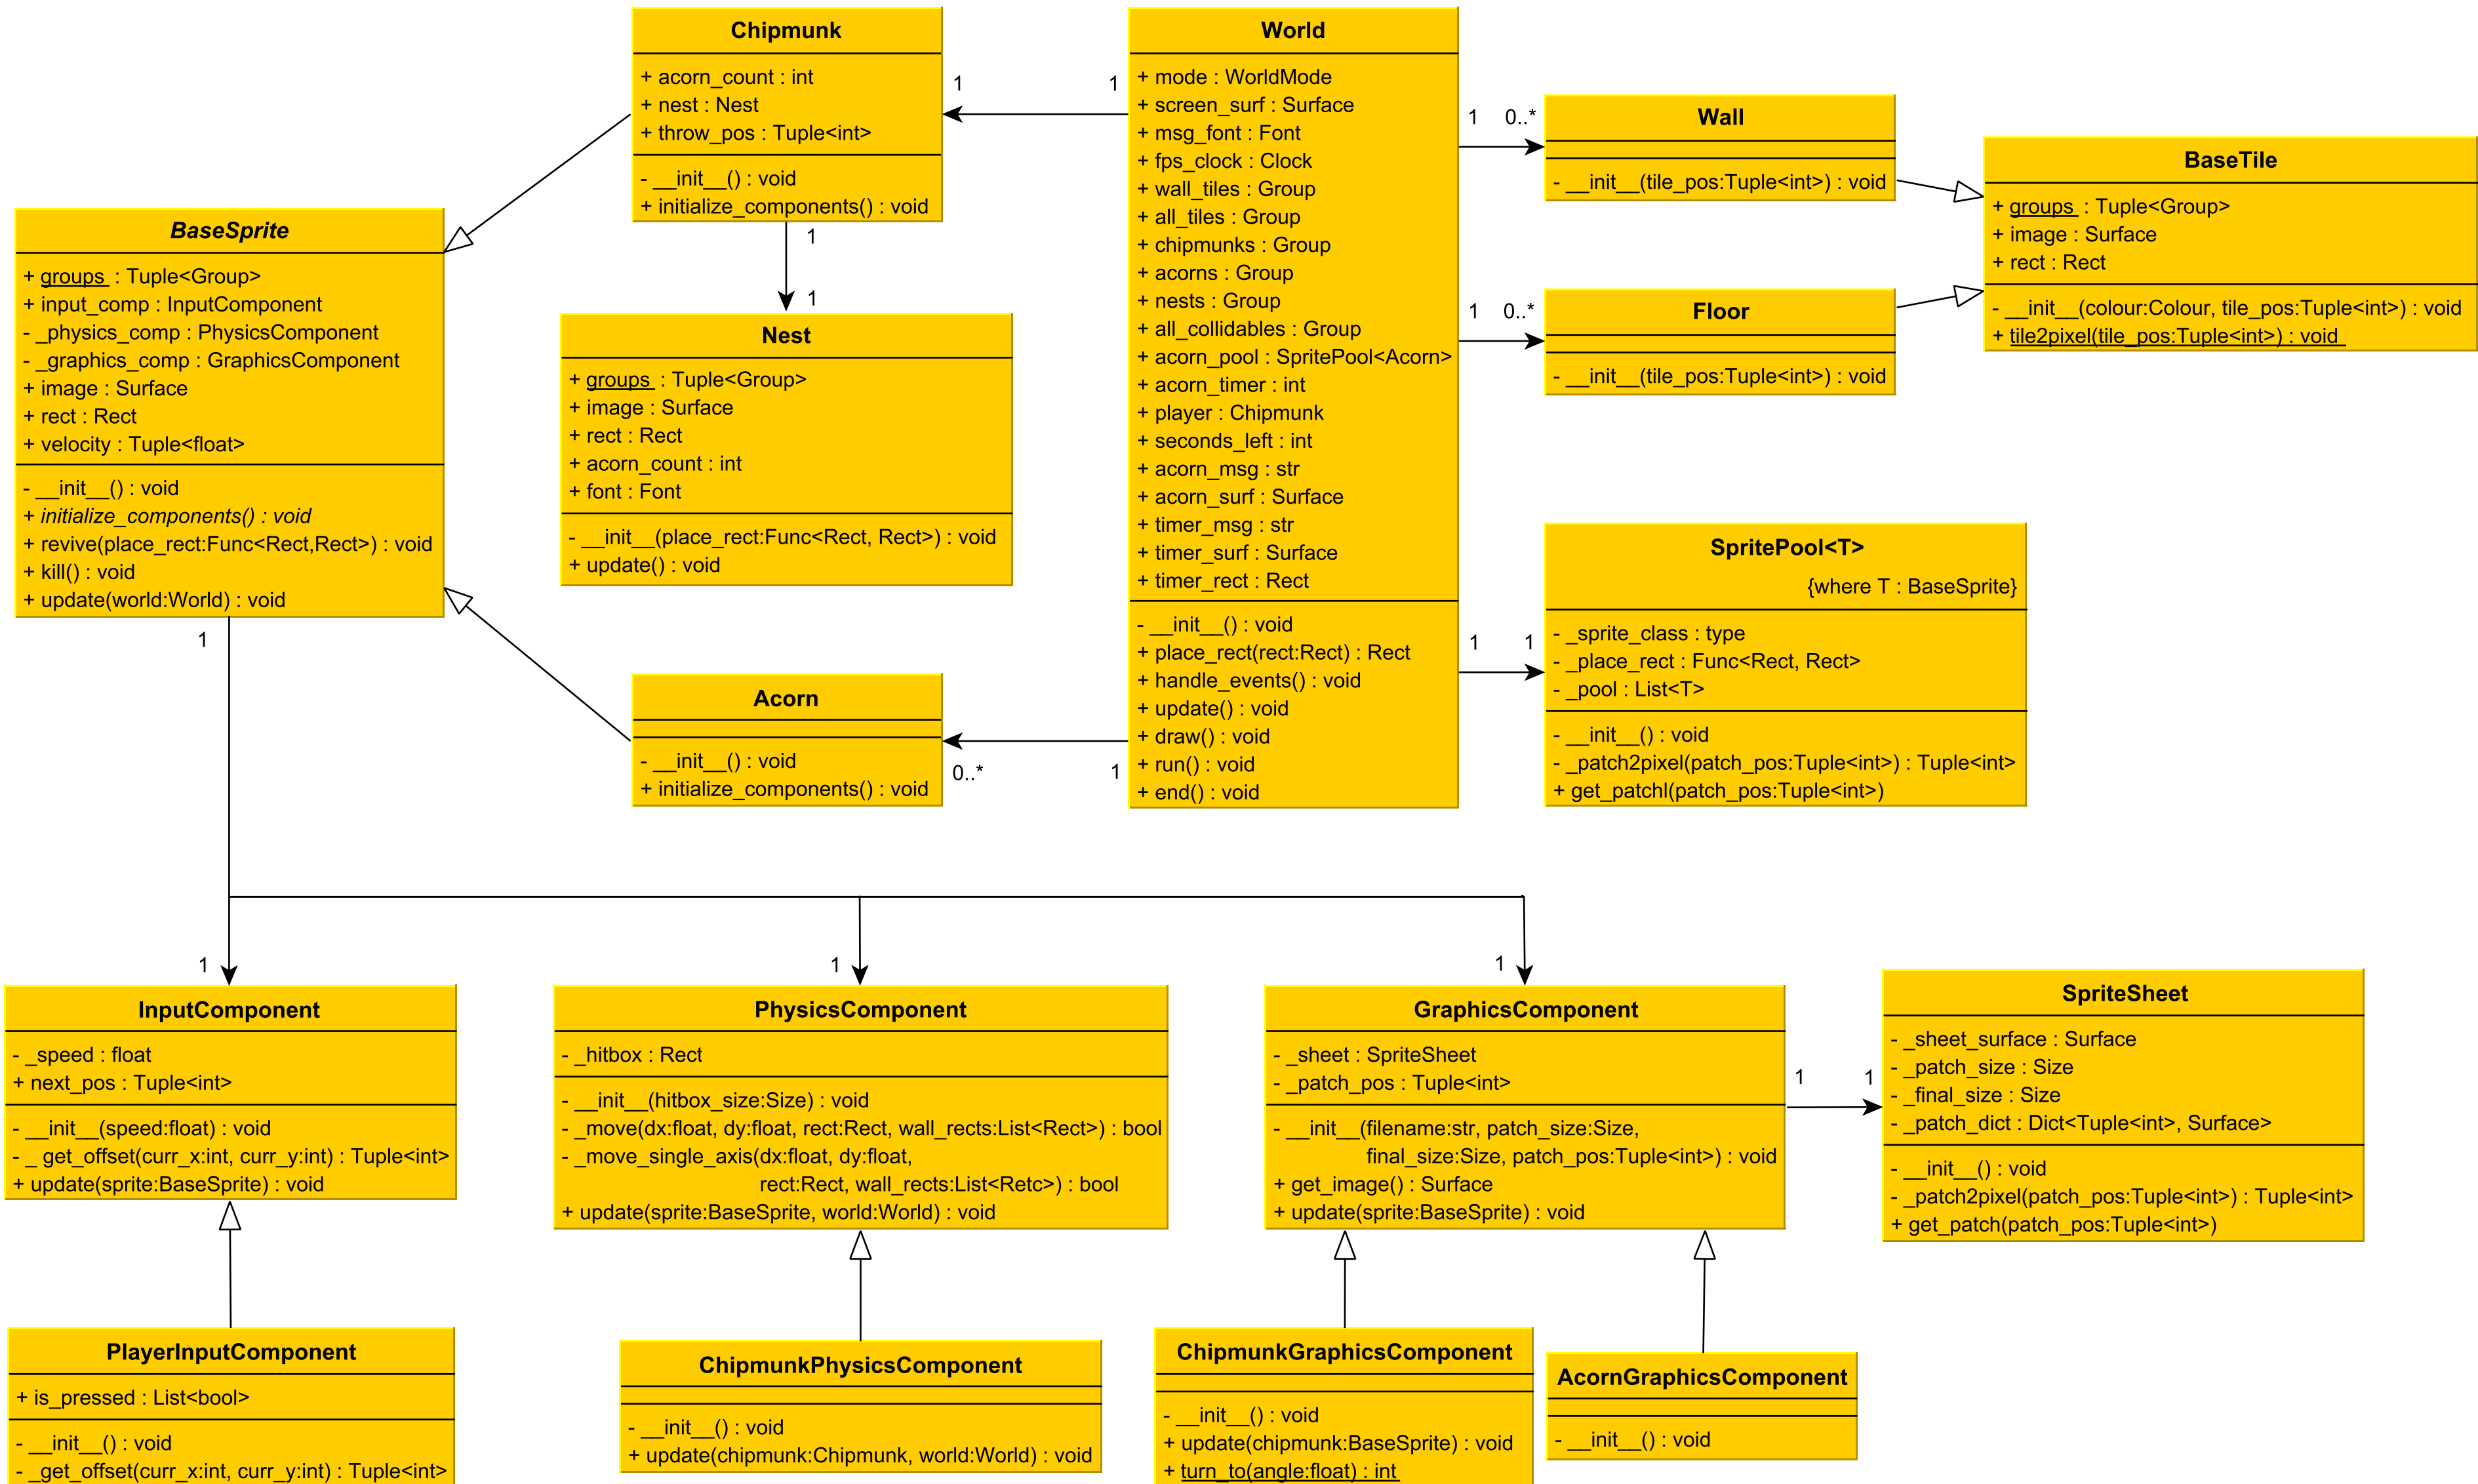 Chipmunk
+ acorn_count : int
+ nest : Nest
+ throw_pos : Tuple<int>
- __init__() : void
+ initialize_components() : void
World
+ mode : WorldMode
+ screen_surf : Surface
+ msg_font : Font
+ fps_clock : Clock
+ wall_tiles : Group
+ all_tiles : Group
+ chipmunks : Group
+ acorns : Group
+ nests : Group
+ all_collidables : Group
+ acorn_pool : SpritePool<Acorn>
+ acorn_timer : int
+ player : Chipmunk
+ seconds_left : int
+ acorn_msg : str
+ acorn_surf : Surface
+ timer_msg : str
+ timer_surf : Surface
+ timer_rect : Rect
- __init__() : void
+ place_rect(rect:Rect) : Rect
+ handle_events() : void
+ update() : void
+ draw() : void
+ run() : void
+ end() : void
1
1
1
0..*
Wall
- __init__(tile_pos:Tuple<int>) : void
BaseTile
+ groups : Tuple<Group>
+ image : Surface
+ rect : Rect
- __init__(colour:Colour, tile_pos:Tuple<int>) : void
+ tile2pixel(tile_pos:Tuple<int>) : void
1
0..*
Floor
- __init__(tile_pos:Tuple<int>) : void
BaseSprite
+ groups : Tuple<Group>
+ input_comp : InputComponent
- _physics_comp : PhysicsComponent
- _graphics_comp : GraphicsComponent
+ image : Surface
+ rect : Rect
+ velocity : Tuple<float>
- __init__() : void
+ initialize_components() : void
+ revive(place_rect:Func<Rect,Rect>) : void
+ kill() : void
+ update(world:World) : void
1
1
1
Nest
+ groups : Tuple<Group>
+ image : Surface
+ rect : Rect
+ acorn_count : int
+ font : Font
- __init__(place_rect:Func<Rect, Rect>) : void
+ update() : void
SpritePool<T>
{where T : BaseSprite}
- _sprite_class : type
- _place_rect : Func<Rect, Rect>
- _pool : List<T>
- __init__() : void
- _patch2pixel(patch_pos:Tuple<int>) : Tuple<int>
+ get_patchl(patch_pos:Tuple<int>)
1
1
Acorn
- __init__() : void
+ initialize_components() : void
0..*
1
1
1
1
InputComponent
- _speed : float
+ next_pos : Tuple<int>
- __init__(speed:float) : void
- _ get_offset(curr_x:int, curr_y:int) : Tuple<int>
+ update(sprite:BaseSprite) : void
PhysicsComponent
- _hitbox : Rect
- __init__(hitbox_size:Size) : void
- _move(dx:float, dy:float, rect:Rect, wall_rects:List<Rect>) : bool
- _move_single_axis(dx:float, dy:float,
rect:Rect, wall_rects:List<Retc>) : bool
+ update(sprite:BaseSprite, world:World) : void
GraphicsComponent
- _sheet : SpriteSheet
- _patch_pos : Tuple<int>
- __init__(filename:str, patch_size:Size,
final_size:Size, patch_pos:Tuple<int>) : void
+ get_image() : Surface
+ update(sprite:BaseSprite) : void
1
1
SpriteSheet
- _sheet_surface : Surface
- _patch_size : Size
- _final_size : Size
- _patch_dict : Dict<Tuple<int>, Surface>
- __init__() : void
- _patch2pixel(patch_pos:Tuple<int>) : Tuple<int>
+ get_patch(patch_pos:Tuple<int>)
PlayerInputComponent
+ is_pressed : List<bool>
- __init__() : void
- _get_offset(curr_x:int, curr_y:int) : Tuple<int>
ChipmunkPhysicsComponent
- __init__() : void
+ update(chipmunk:Chipmunk, world:World) : void
ChipmunkGraphicsComponent
- __init__() : void
+ update(chipmunk:BaseSprite) : void
+ turn_to(angle:float) : int
AcornGraphicsComponent
- __init__() : void